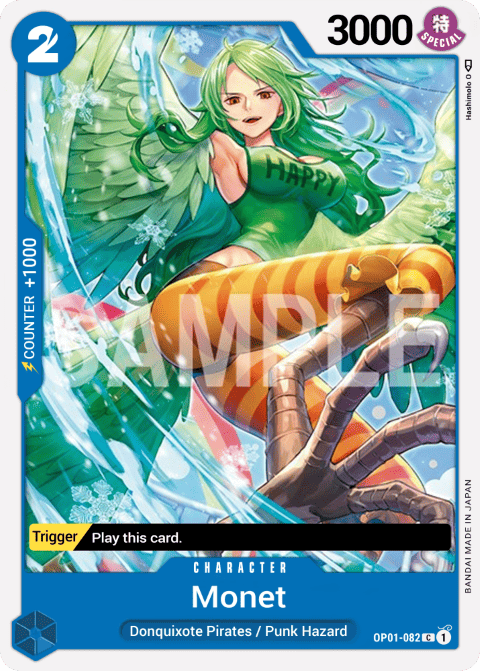 2
3000
特
SPECIAL
Hashimoto Q
HAPPY
COUNTER +1000
SAMPLE
Trigger Play this card.
BANDAI MADE IN JAPAN
CHARACTER
Monet
Donquixote Pirates / Punk Hazard
OP01-082 C 1